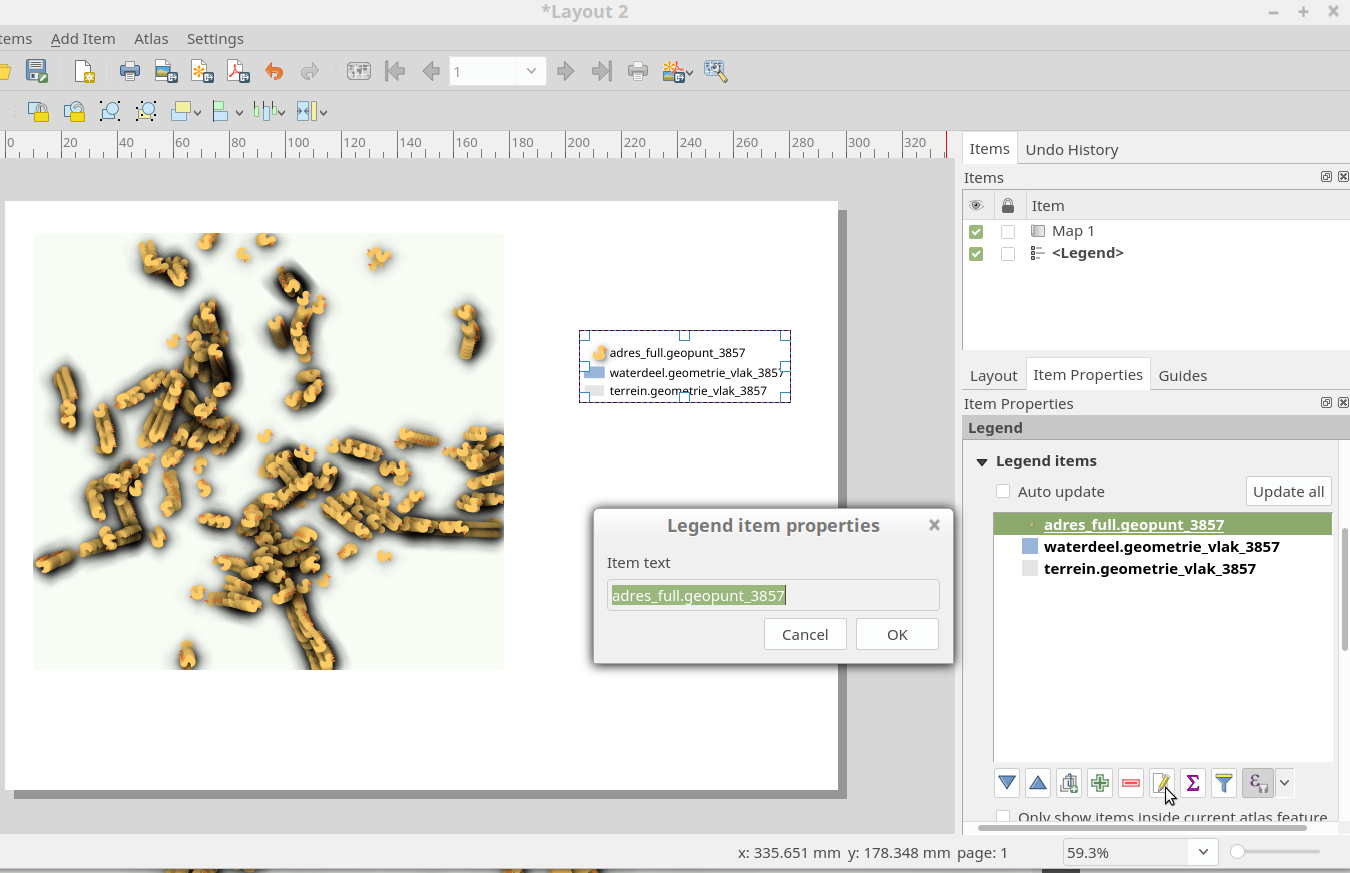 *Layout 2
tems Add Item Atlas Settings
1
0 20 40 60 80 100 120 140 160 180 200 220 240 260 280 300 320
Items Undo History
Items
Item
Map 1
<Legend>
adres_full.geopunt_3857
waterdeel.geometrie_vlak_3857
terrein.geometrie_vlak_3857
Layout Item Properties Guides
Item Properties
Legend
Legend items
Auto update Update all
adres_full.geopunt_3857
waterdeel.geometrie_vlak_3857
terrein.geometrie_vlak_3857
Legend item properties
Item text
adres_full.geopunt_3857
Cancel OK
Only show items inside current atlas feature
x: 335.651 mm y: 178.348 mm page: 1 59.3%